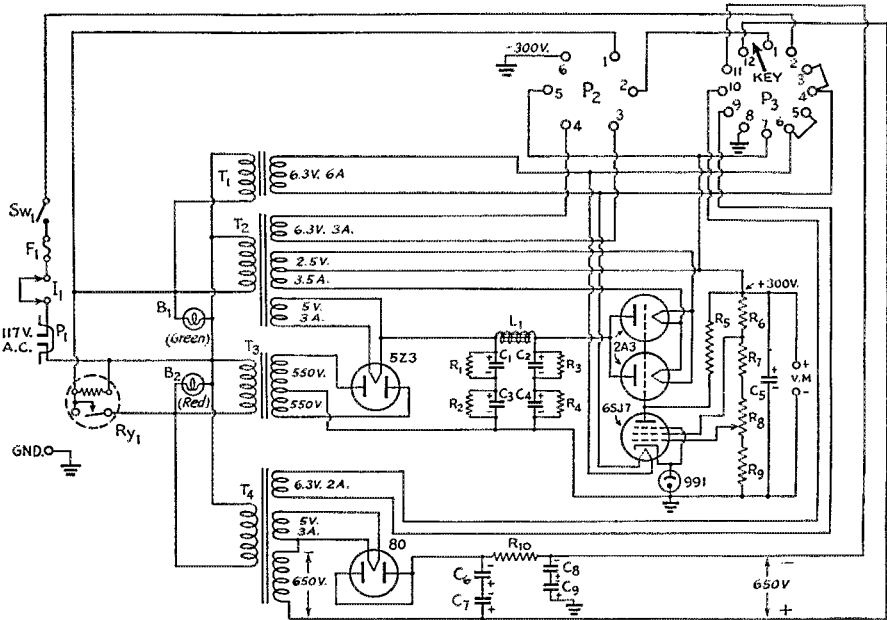 -300V.
6
1
5
P2
2
4
3
12
1
2
11
3
KEY
10
4
P3
9
5
8
7
6
T1
6.3V. 6A
SW1
T2
6.3V. 3A.
F1
2.5V.
3.5A.
+300V.
I1
B1
(Green)
5V.
3A.
L1
R5
R6
117V.
A.C.
P1
T3
5Z3
2A3
R7
+
V.M
-
B2
(Red)
550V.
550V.
R1
C1
C2
R3
C5
R2
C3
C4
R4
6SJ7
R8
Ry1
R9
GND.
T4
6.3V. 2A.
991
5V.
3A.
80
R10
650V.
C6
C7
C8
C9
-
650V
+